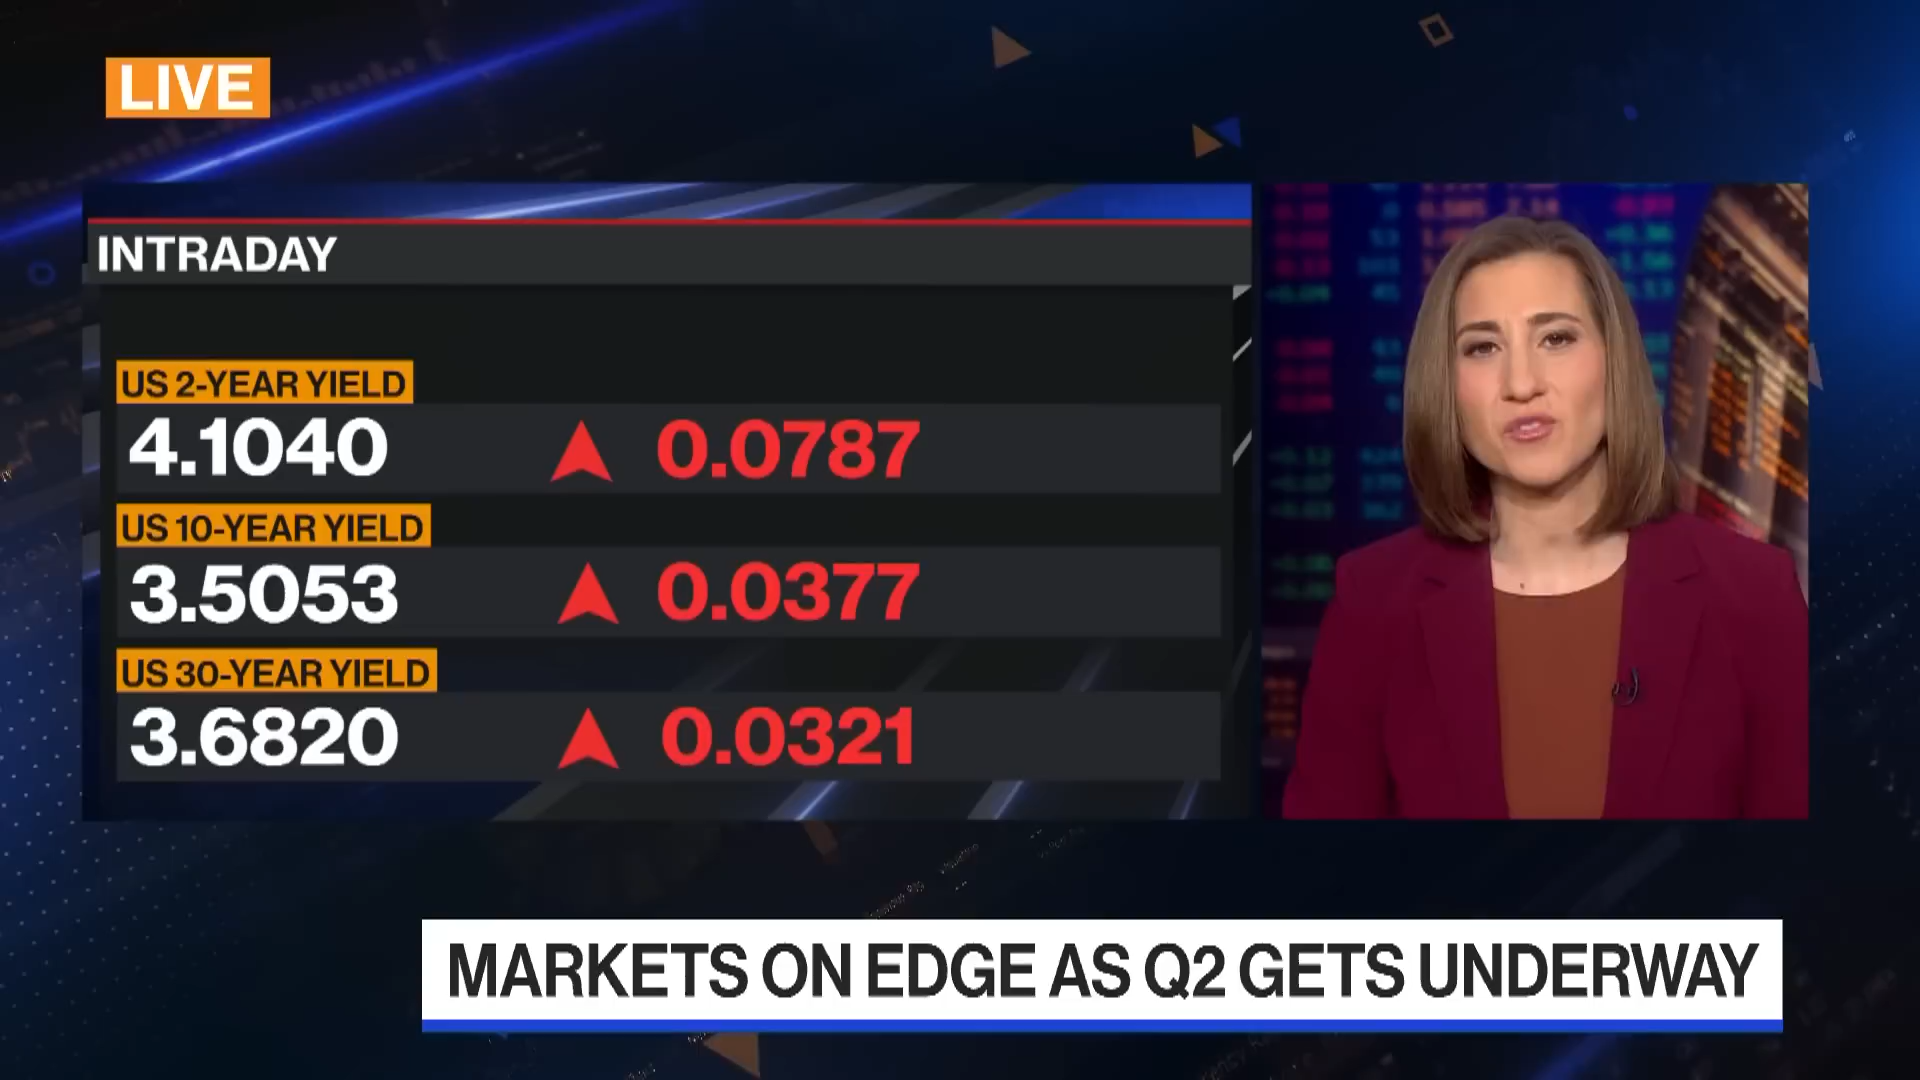 LIVE
INTRADAY
US 2-YEAR YIELD
4.1040 ▲ 0.0787
US 10-YEAR YIELD
3.5053 ▲ 0.0377
US 30-YEAR YIELD
3.6820 ▲ 0.0321
MARKETS ON EDGE AS Q2 GETS UNDERWAY